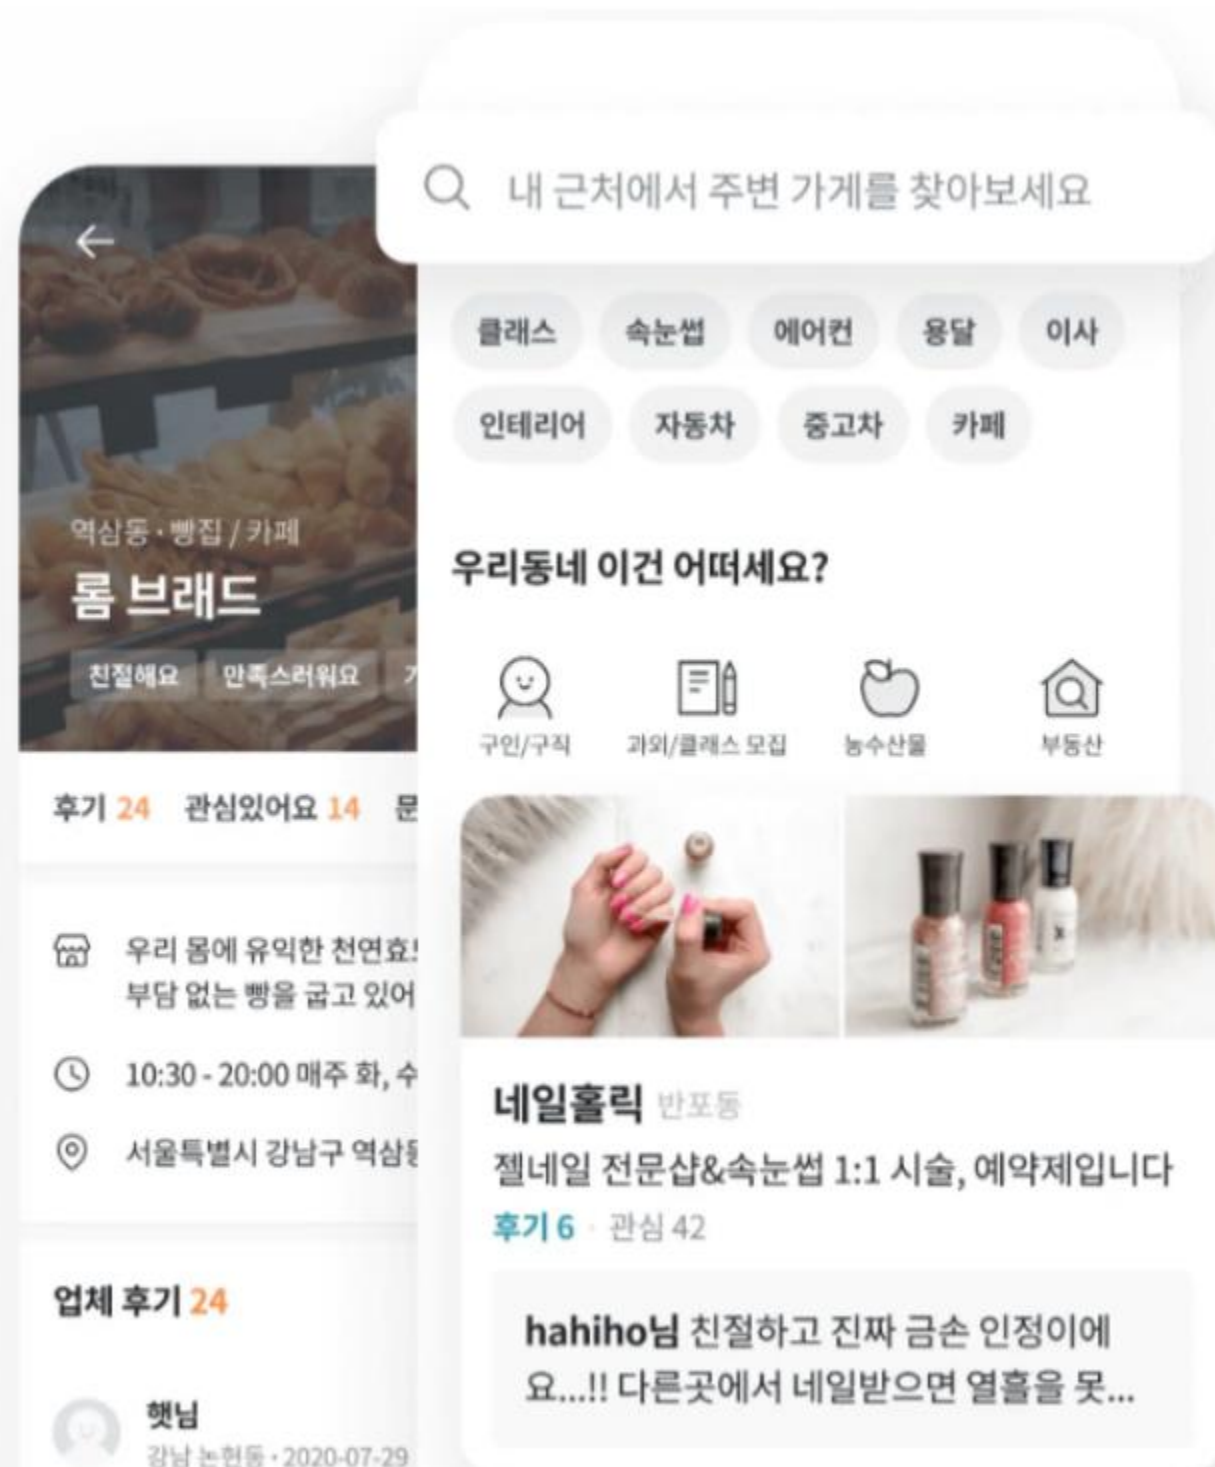 내 근처에서 주변 가게를 찾아보세요
클래스 속눈썹 에어컨 용달 이사
인테리어 자동차 중고차 카페
우리동네 이건 어떠세요?
구인/구직 과외/클래스 모집 농수산물 부동산
네일홀릭 반포동
젤네일 전문샵&속눈썹 1:1 시술, 예약제입니다
후기 6 · 관심 42
hahiho님 친절하고 진짜 금손 인정이에
요...!! 다른곳에서 네일받으면 열흘을 못...
역삼동 · 빵집 / 카페
롬 브래드
친절해요 만족스러워요
후기 24 관심있어요 14 문
우리 몸에 유익한 천연효
부담 없는 빵을 굽고 있어
10:30 - 20:00 매주 화, 수
서울특별시 강남구 역삼동
업체 후기 24
햇님
강남 논현동 · 2020-07-29